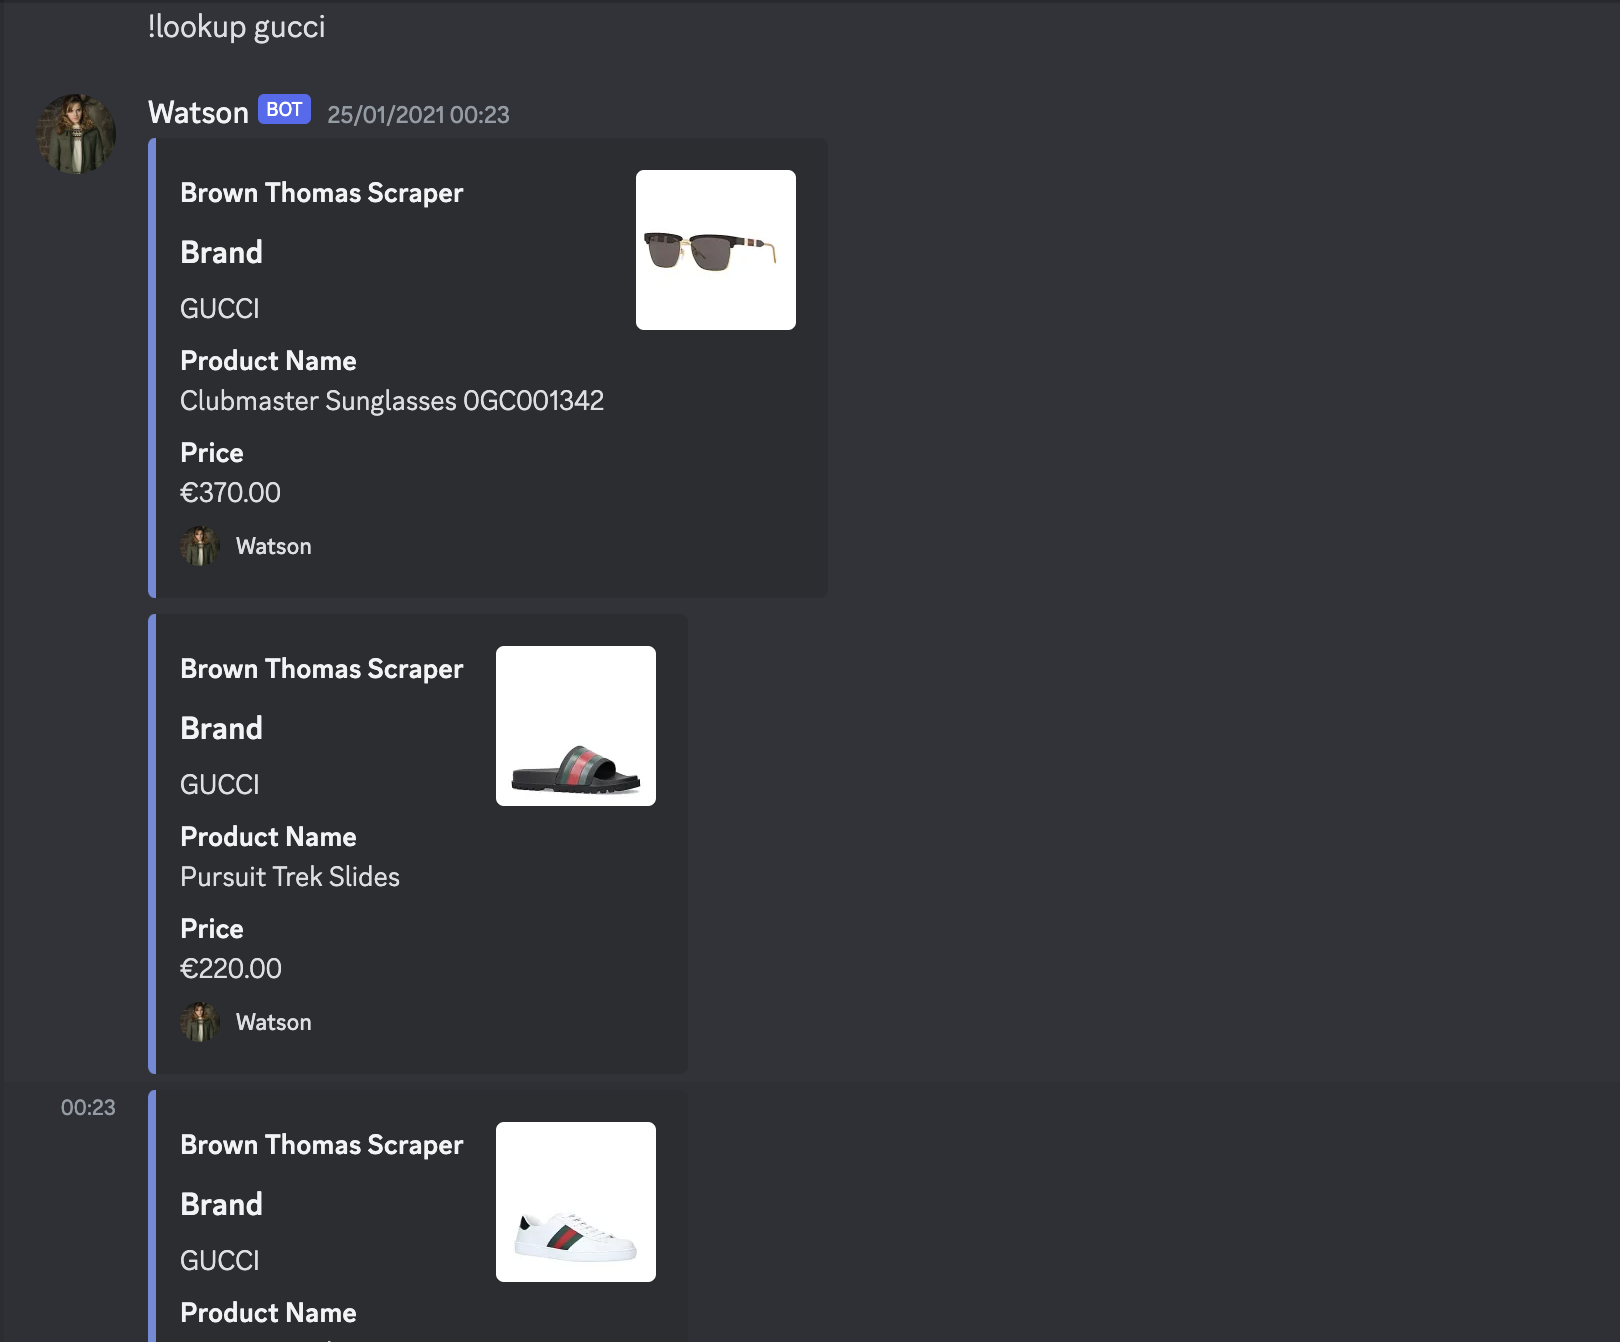 !lookup gucci
Watson BOT 25/01/2021 00:23
Brown Thomas Scraper
Brand
GUCCI
Product Name
Clubmaster Sunglasses 0GC001342
Price
€370.00
Watson
Brown Thomas Scraper
Brand
GUCCI
Product Name
Pursuit Trek Slides
Price
€220.00
Watson
00:23
Brown Thomas Scraper
Brand
GUCCI
Product Name